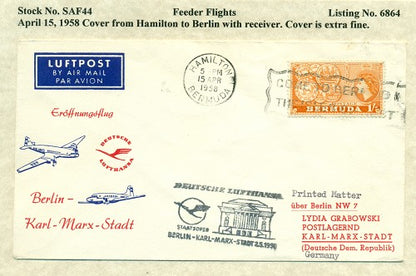 Stock No. SAF44 Feeder Flights Listing No. 6864
April 15, 1958 Cover from Hamilton to Berlin with receiver. Cover is extra fine.
LUFTPOST
BY AIR MAIL
PAR AVION
HAMILTON
5 PM
15 APR
1958
BERMUDA
COME TO
BERMUDA
1/3
Eröffnungsflug
DEUTSCHE
LUFTHANSA
Berlin-
Karl-Marx-Stadt
DEUTSCHE LUFTHANSA
STAATSOPER
BERLIN-KARL-MARX-STADT 2.5.1958
Printed Matter
über Berlin NW 7
LYDIA GRABOWSKI
POSTLAGERND
KARL-MARX-STADT
(Deutsche Dem. Republik)
Germany